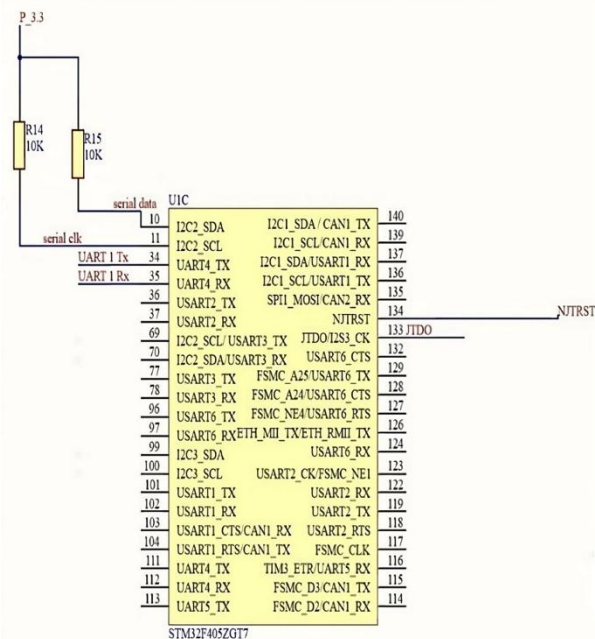 P_3.3
R14
10K
R15
10K
serial data
serial clk
UART 1 Tx
UART 1 Rx
U1C
10 I2C2_SDA
11 I2C2_SCL
34 UART4_TX
35 UART4_RX
36 USART2_TX
37 USART2_RX
69 I2C2_SCL/USART3_TX
70 I2C2_SDA/USART3_RX
77 USART3_TX
78 USART3_RX
96 USART6_TX
97 USART6_RX
99 I2C3_SDA
100 I2C3_SCL
101 USART1_TX
102 USART1_RX
103 USART1_CTS/CAN1_RX
104 USART1_RTS/CAN1_TX
111 UART4_TX
112 UART4_RX
113 UART5_TX
I2C1_SDA / CAN1_TX 140
I2C1_SCL/CAN1_RX 139
I2C1_SDA/USART1_RX 137
I2C1_SCL/USART1_TX 136
SPI1_MOSI/CAN2_RX 135
NJTRST 134
NJTRST
JTDO/I2S3_CK 133 JTDO
USART6_CTS 132
FSMC_A25/USART6_TX 129
FSMC_A24/USART6_CTS 128
FSMC_NE4/USART6_RTS 127
ETH_MII_TX/ETH_RMII_TX 126
USART6_RX 124
USART2_CK/FSMC_NE1 123
USART2_RX 122
USART2_TX 119
USART2_RTS 118
FSMC_CLK 117
TIM3_ETR/UART5_RX 116
FSMC_D3/CAN1_TX 115
FSMC_D2/CAN1_RX 114
STM32F405ZGT7